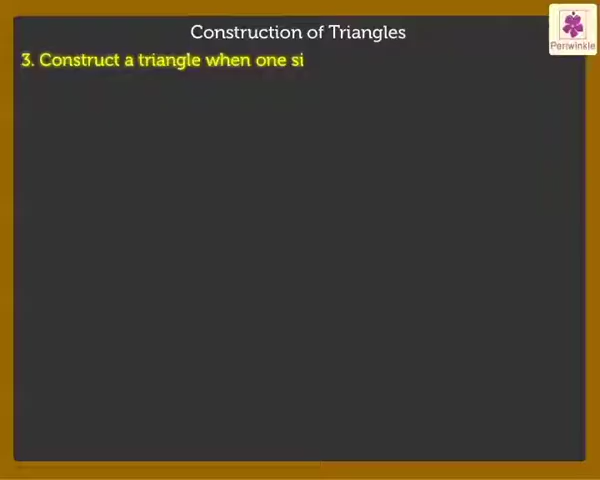 Construction of Triangles
Periwinkle
3. Construct a triangle when one si